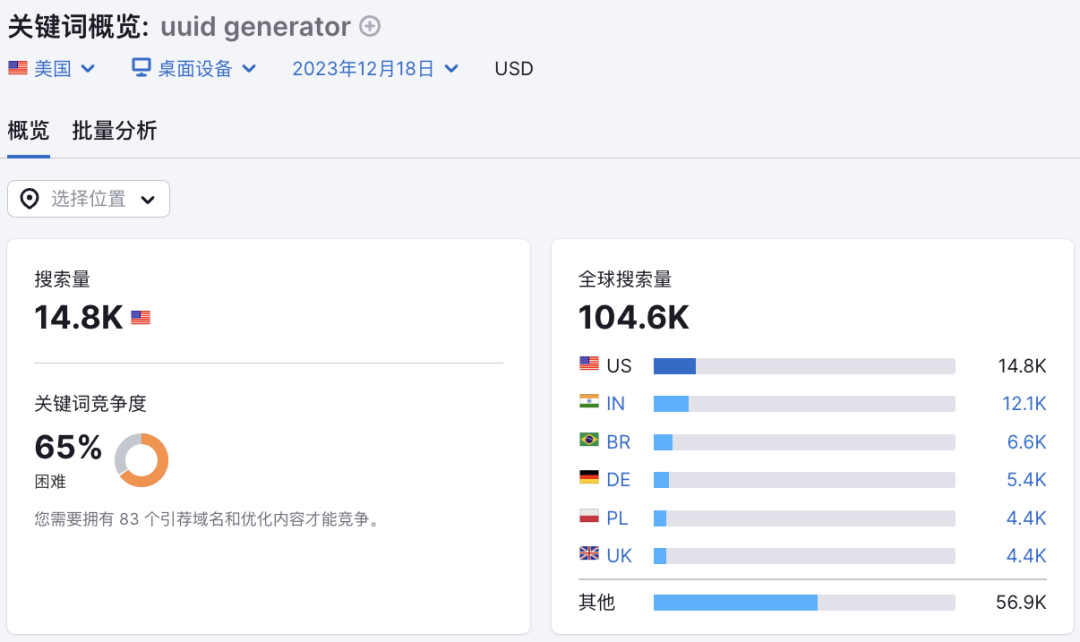 关键词概览: uuid generator
美国 桌面设备 2023年12月18日 USD
概览 批量分析
选择位置
搜索量
14.8K
关键词竞争度
65%
困难
您需要拥有 83 个引荐域名和优化内容才能竞争。
全球搜索量
104.6K
US 14.8K
IN 12.1K
BR 6.6K
DE 5.4K
PL 4.4K
UK 4.4K
其他 56.9K